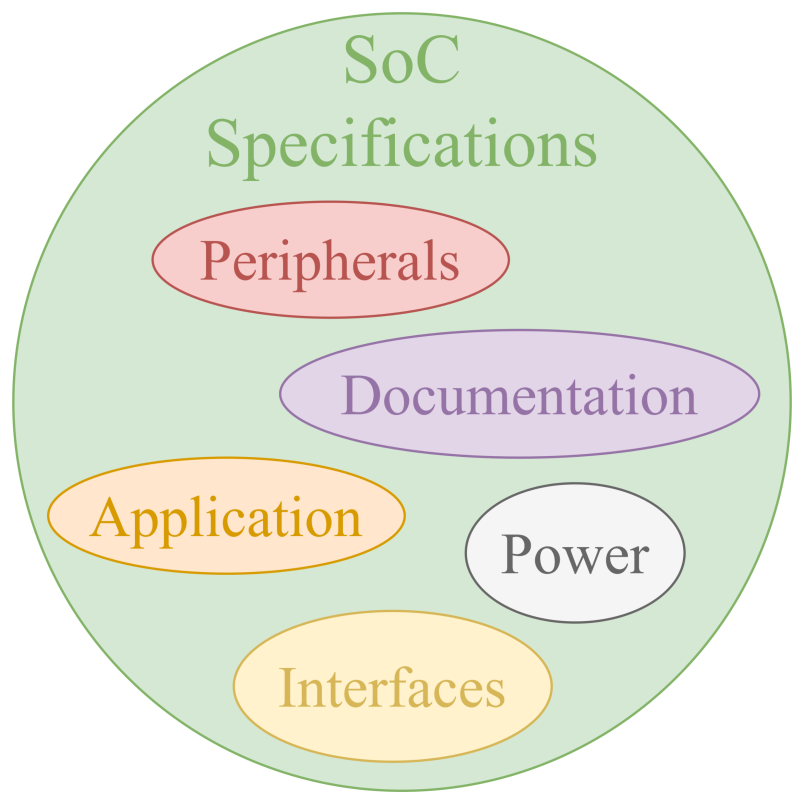 SoC
Specifications
Peripherals
Documentation
Application
Power
Interfaces